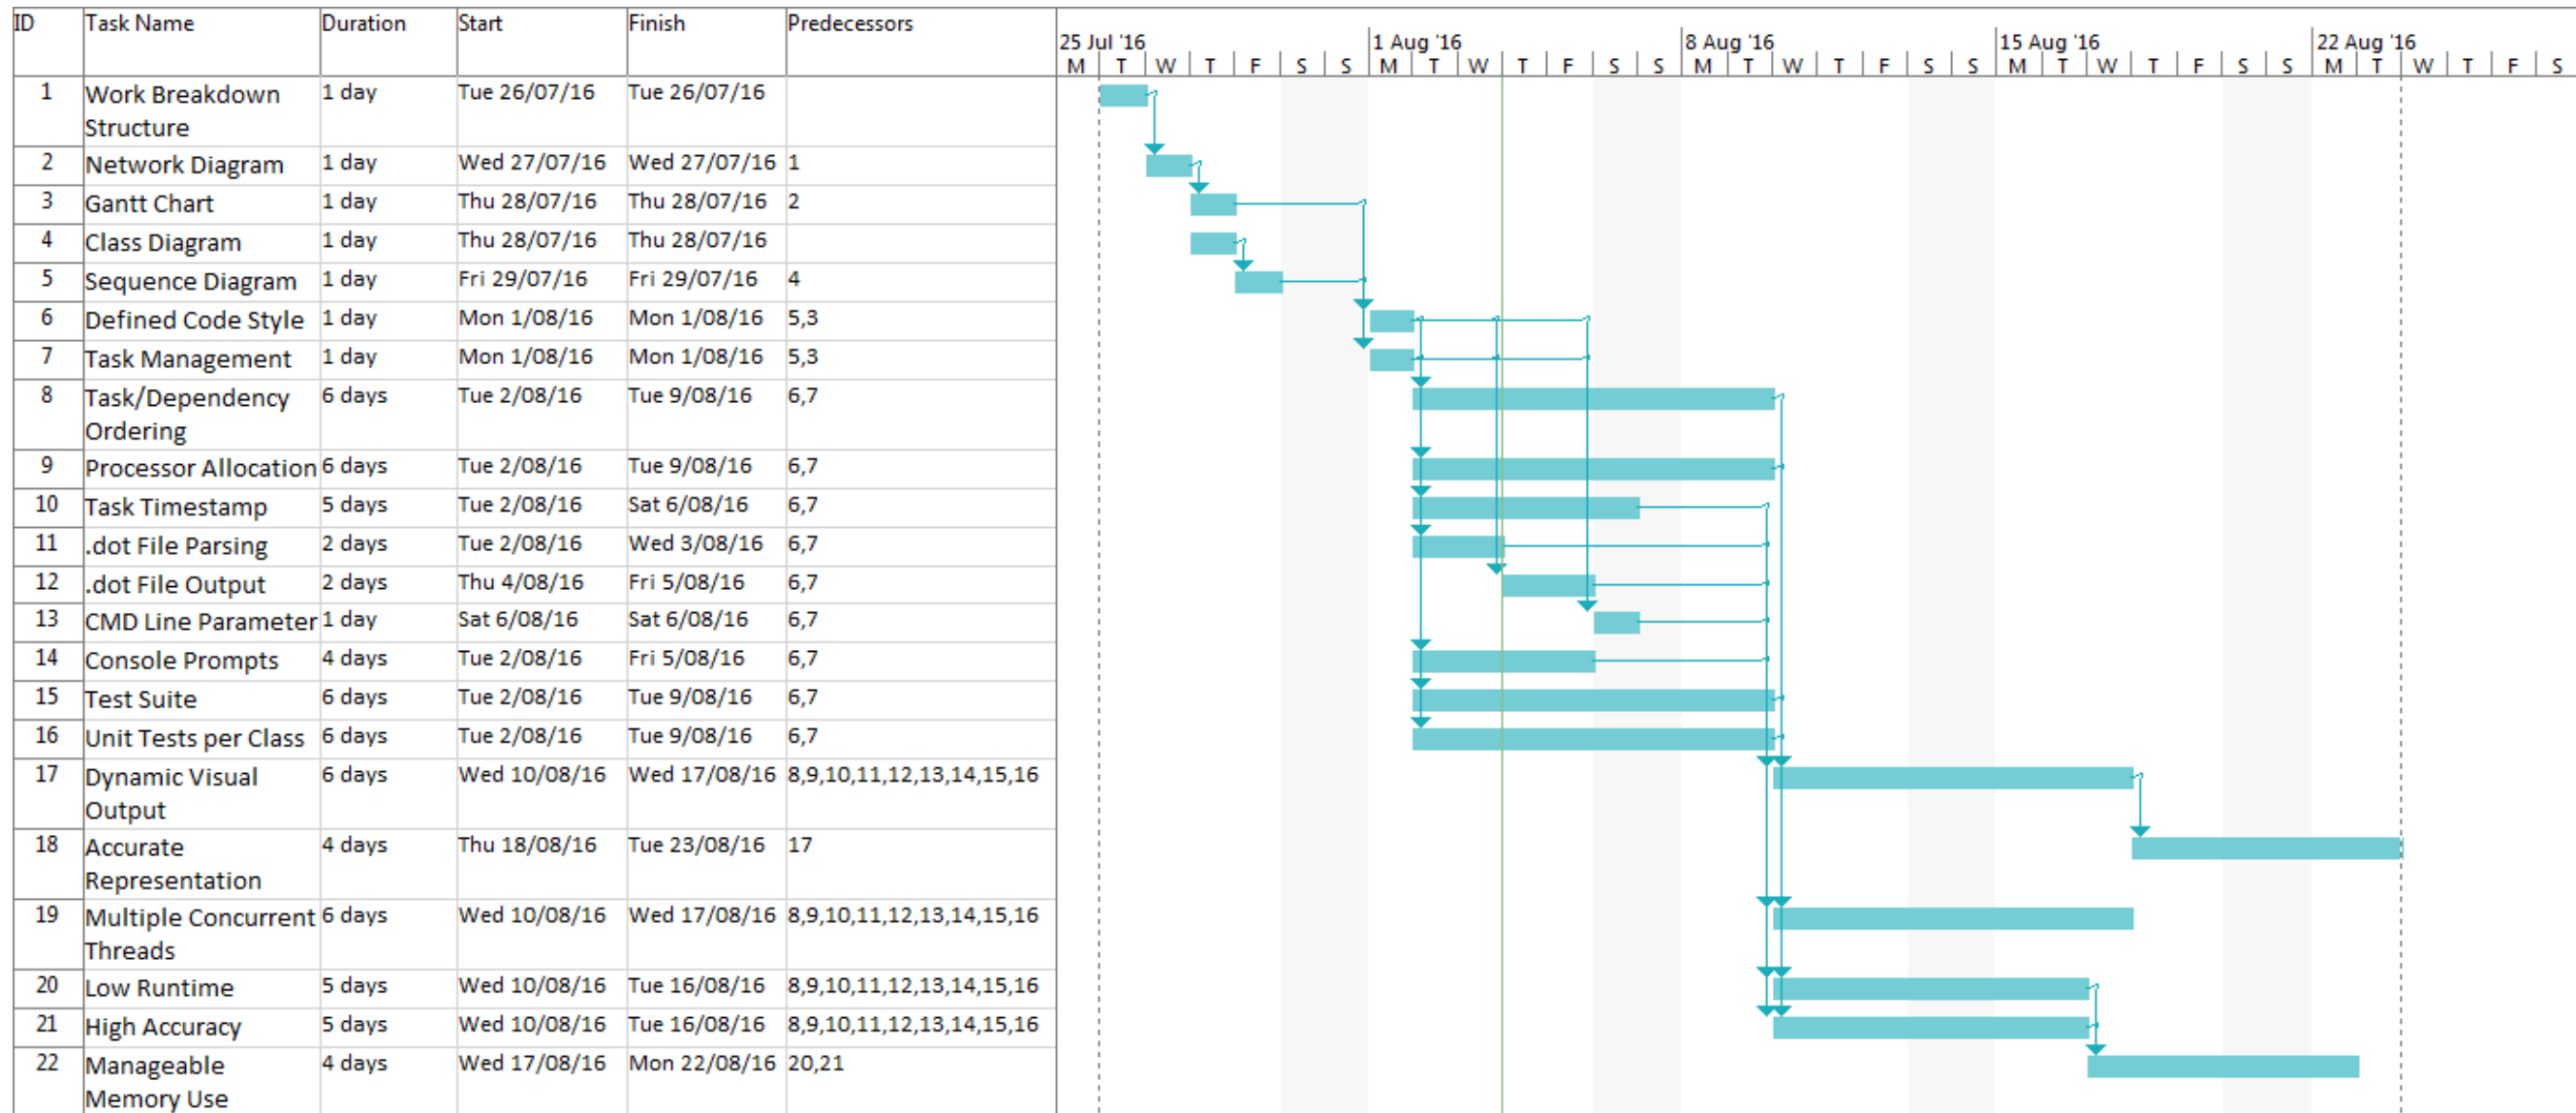 ID Task Name Duration Start Finish Predecessors
25 Jul '16 1 Aug '16 8 Aug '16 15 Aug '16 22 Aug '16
M T W T F S S M T W T F S S M T W T F S S M T W T F S S M T W T F S
1 Work Breakdown 1 day Tue 26/07/16 Tue 26/07/16
Structure
2 Network Diagram 1 day Wed 27/07/16 Wed 27/07/16 1
3 Gantt Chart 1 day Thu 28/07/16 Thu 28/07/16 2
4 Class Diagram 1 day Thu 28/07/16 Thu 28/07/16
5 Sequence Diagram 1 day Fri 29/07/16 Fri 29/07/16 4
6 Defined Code Style 1 day Mon 1/08/16 Mon 1/08/16 5,3
7 Task Management 1 day Mon 1/08/16 Mon 1/08/16 5,3
8 Task/Dependency 6 days Tue 2/08/16 Tue 9/08/16 6,7
Ordering
9 Processor Allocation 6 days Tue 2/08/16 Tue 9/08/16 6,7
10 Task Timestamp 5 days Tue 2/08/16 Sat 6/08/16 6,7
11 .dot File Parsing 2 days Tue 2/08/16 Wed 3/08/16 6,7
12 .dot File Output 2 days Thu 4/08/16 Fri 5/08/16 6,7
13 CMD Line Parameter 1 day Sat 6/08/16 Sat 6/08/16 6,7
14 Console Prompts 4 days Tue 2/08/16 Fri 5/08/16 6,7
15 Test Suite 6 days Tue 2/08/16 Tue 9/08/16 6,7
16 Unit Tests per Class 6 days Tue 2/08/16 Tue 9/08/16 6,7
17 Dynamic Visual 6 days Wed 10/08/16 Wed 17/08/16 8,9,10,11,12,13,14,15,16
Output
18 Accurate 4 days Thu 18/08/16 Tue 23/08/16 17
Representation
19 Multiple Concurrent 6 days Wed 10/08/16 Wed 17/08/16 8,9,10,11,12,13,14,15,16
Threads
20 Low Runtime 5 days Wed 10/08/16 Tue 16/08/16 8,9,10,11,12,13,14,15,16
21 High Accuracy 5 days Wed 10/08/16 Tue 16/08/16 8,9,10,11,12,13,14,15,16
22 Manageable 4 days Wed 17/08/16 Mon 22/08/16 20,21
Memory Use